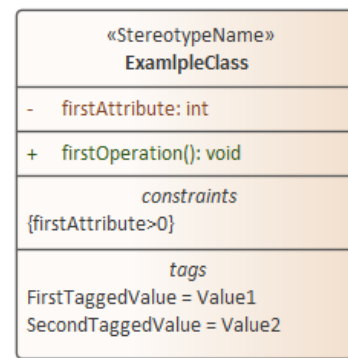 «StereotypeName»
ExamlpleClass
- firstAttribute: int
+ firstOperation(): void
constraints
{firstAttribute>0}
tags
FirstTaggedValue = Value1
SecondTaggedValue = Value2